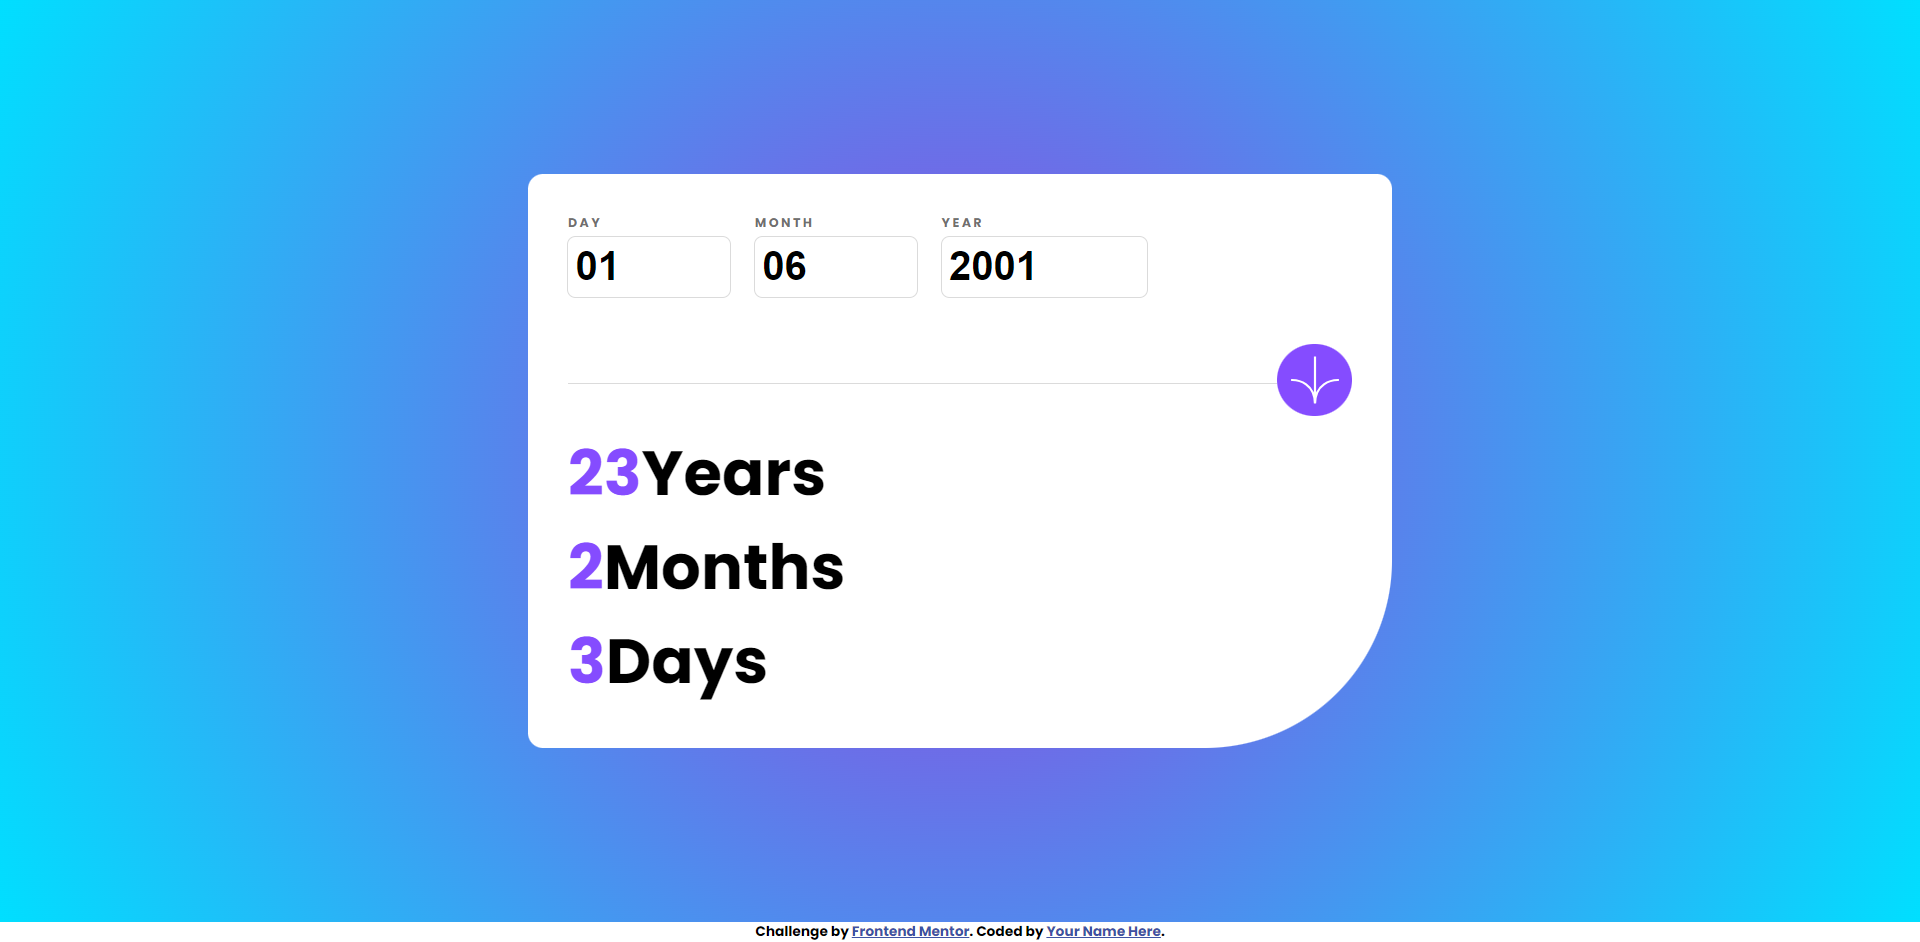 DAY MONTH YEAR
01 06 2001
23Years
2Months
3Days
Challenge by Frontend Mentor. Coded by Your Name Here.